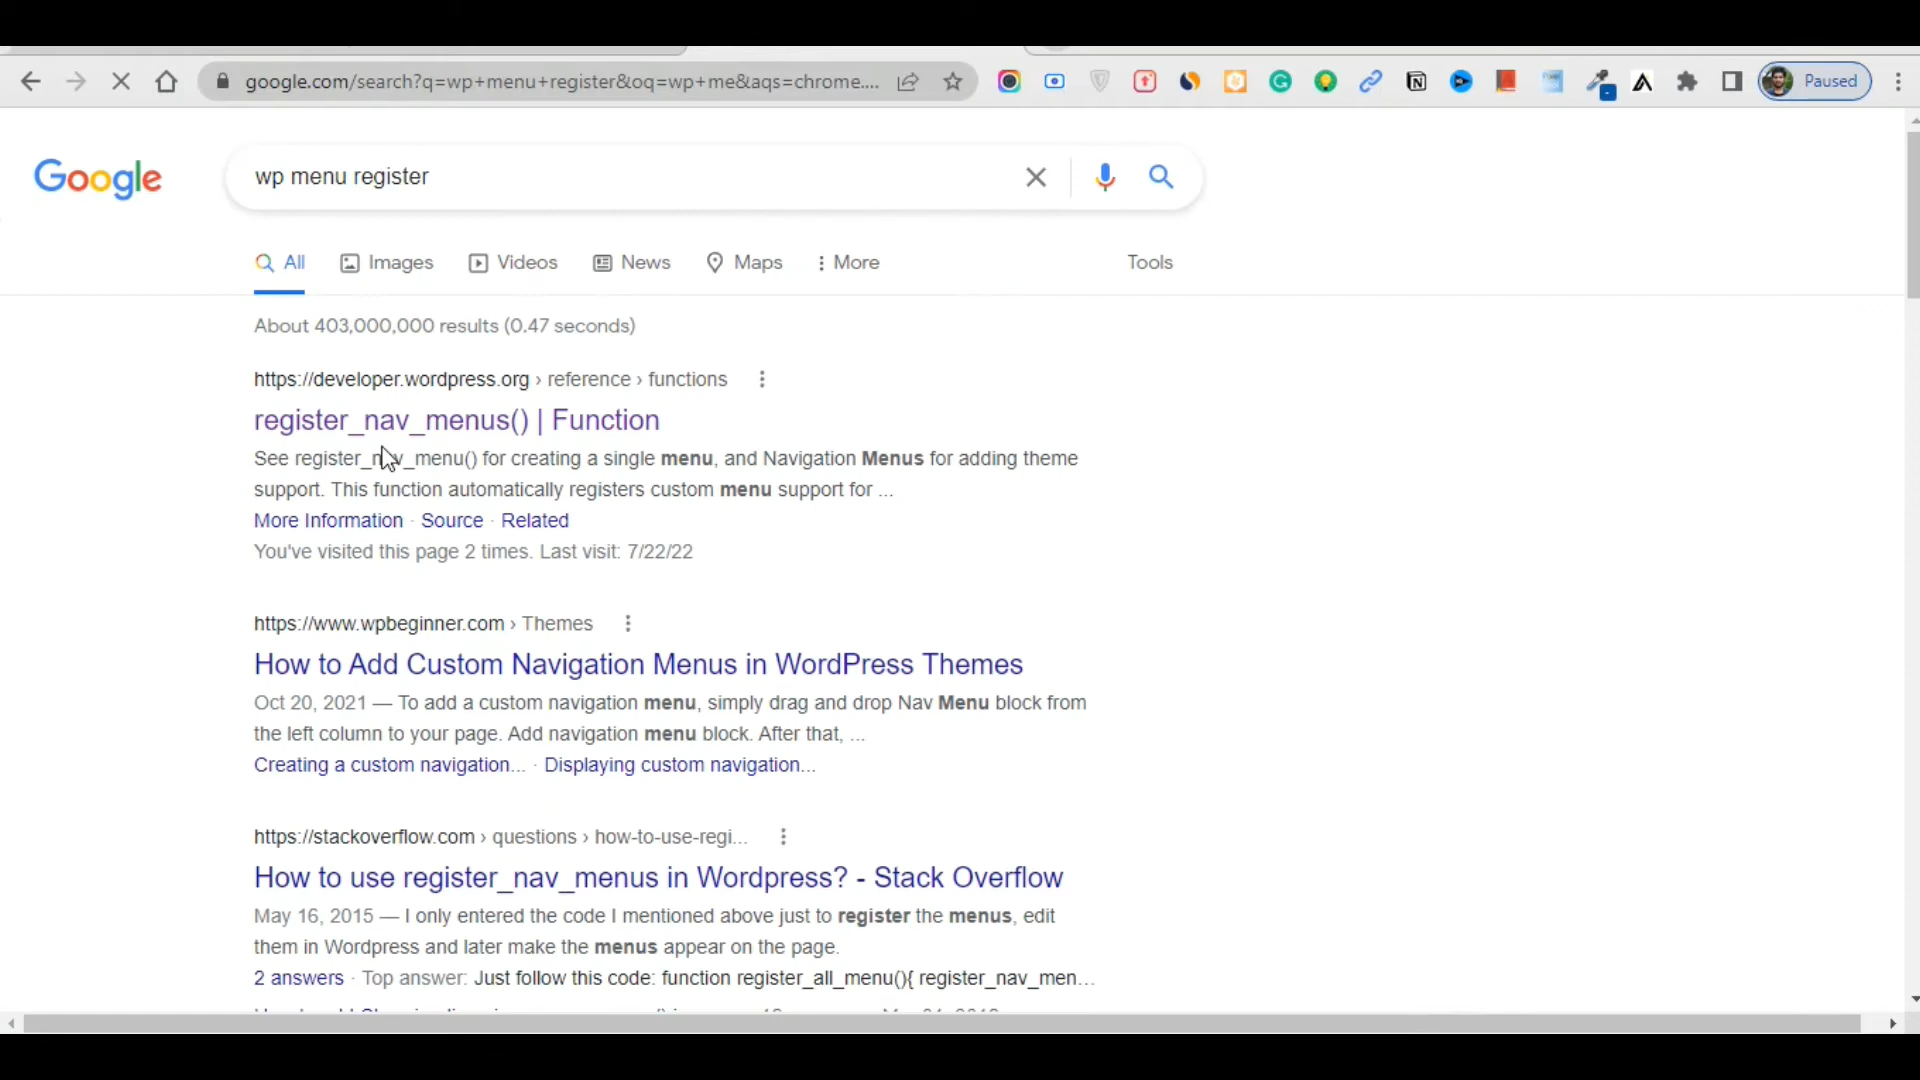 google.com/search?q=wp+menu+register&oq=wp+me&aqs=chrome....
Paused
Google
wp menu register
All
Images
Videos
News
Maps
More
Tools
About 403,000,000 results (0.47 seconds)
https://developer.wordpress.org › reference › functions
register_nav_menus() | Function
See register_nav_menu() for creating a single menu, and Navigation Menus for adding theme
support. This function automatically registers custom menu support for ...
More Information · Source · Related
You've visited this page 2 times. Last visit: 7/22/22
https://www.wpbeginner.com › Themes
How to Add Custom Navigation Menus in WordPress Themes
Oct 20, 2021 — To add a custom navigation menu, simply drag and drop Nav Menu block from
the left column to your page. Add navigation menu block. After that, ...
Creating a custom navigation... · Displaying custom navigation...
https://stackoverflow.com › questions › how-to-use-regi...
How to use register_nav_menus in Wordpress? - Stack Overflow
May 16, 2015 — I only entered the code I mentioned above just to register the menus, edit
them in Wordpress and later make the menus appear on the page.
2 answers · Top answer: Just follow this code: function register_all_menu(){ register_nav_men...